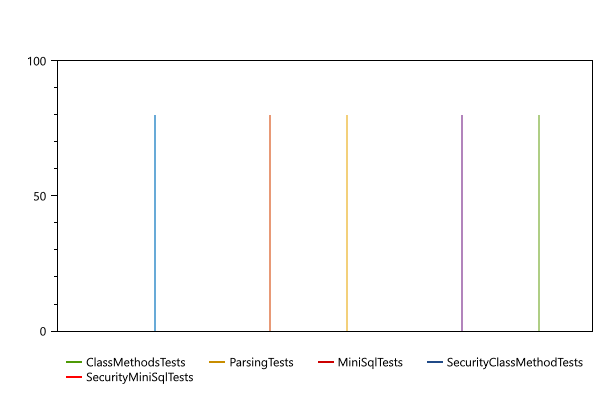 100
50
0
ClassMethodsTests ParsingTests MiniSqlTests SecurityClassMethodTests
SecurityMiniSqlTests